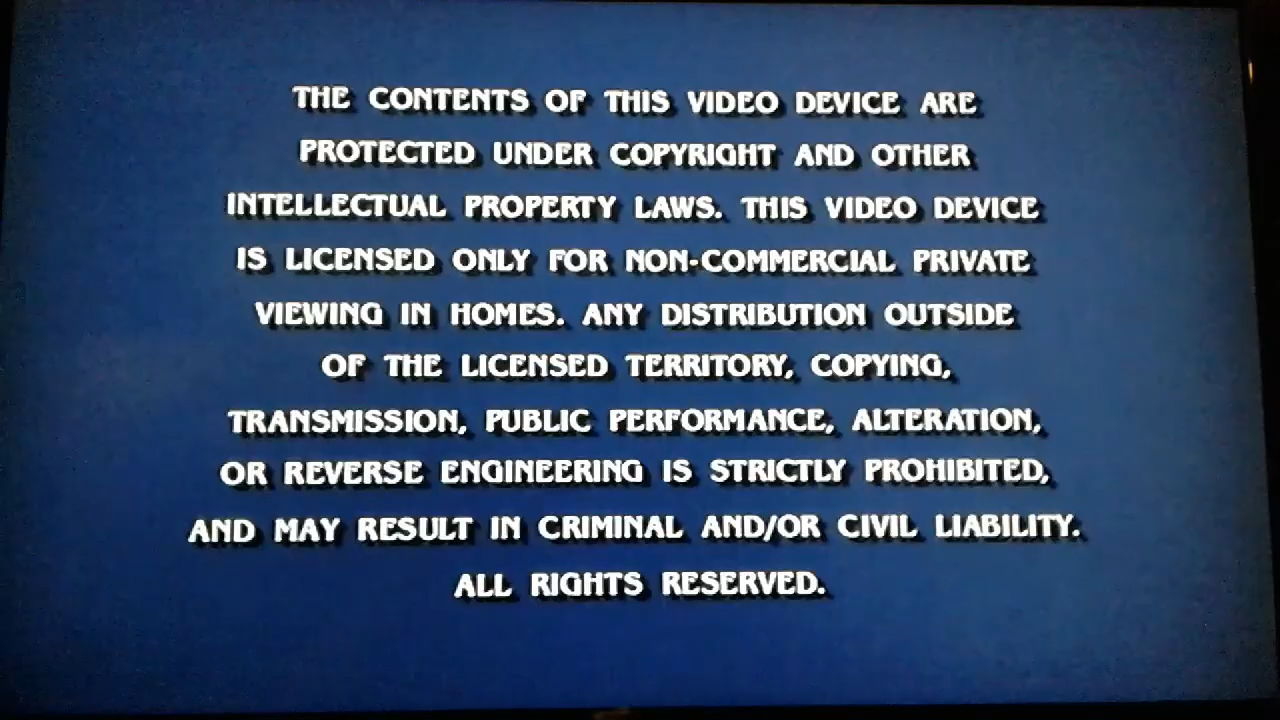 THE CONTENTS OF THIS VIDEO DEVICE ARE
PROTECTED UNDER COPYRIGHT AND OTHER
INTELLECTUAL PROPERTY LAWS. THIS VIDEO DEVICE
IS LICENSED ONLY FOR NON-COMMERCIAL PRIVATE
VIEWING IN HOMES. ANY DISTRIBUTION OUTSIDE
OF THE LICENSED TERRITORY, COPYING,
TRANSMISSION, PUBLIC PERFORMANCE, ALTERATION,
OR REVERSE ENGINEERING IS STRICTLY PROHIBITED,
AND MAY RESULT IN CRIMINAL AND/OR CIVIL LIABILITY.
ALL RIGHTS RESERVED.